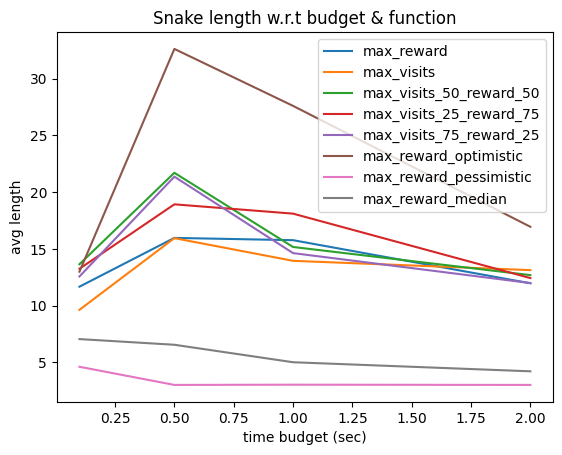 Snake length w.r.t budget & function
max_reward
max_visits
max_visits_50_reward_50
max_visits_25_reward_75
max_visits_75_reward_25
max_reward_optimistic
max_reward_pessimistic
max_reward_median
avg length
30
25
20
15
10
5
0.25 0.50 0.75 1.00 1.25 1.50 1.75 2.00
time budget (sec)